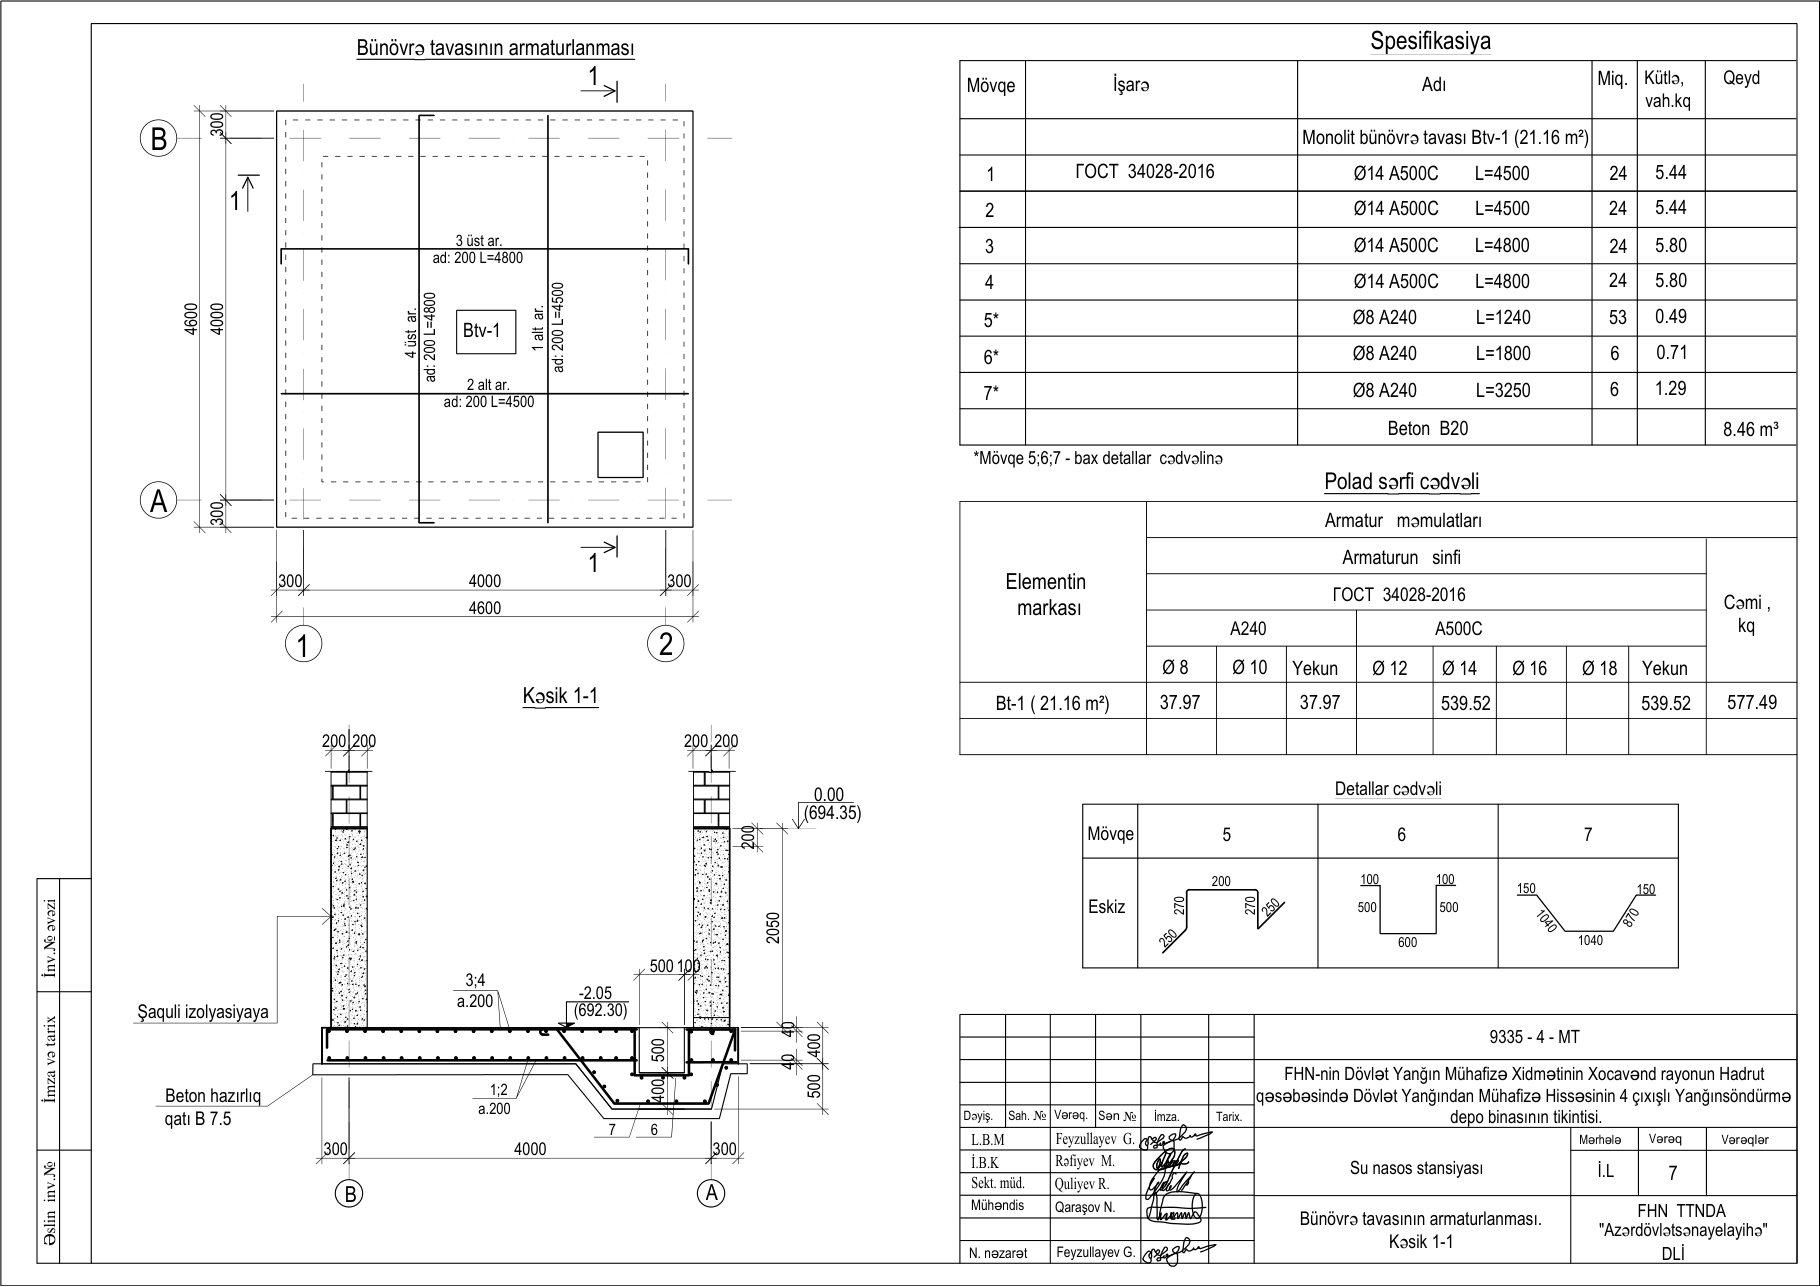 Bünövrə tavasının armaturlanması
1
1
1
B
A
300
4000
4600
300
3 üst ar.
ad: 200 L=4800
4 üst ar.
ad: 200 L=4800
Btv-1
1 alt ar.
ad: 200 L=4500
2 alt ar.
ad: 200 L=4500
300
4000
300
4600
1
2
Kəsik 1-1
200 200
200 200
0.00
(694.35)
200
2050
500 100
3;4
a.200
-2.05
(692.30)
Şaquli izolyasiyaya
40
400
40
500
500
400
Beton hazırlıq
qatı B 7.5
1;2
a.200
7
6
300
4000
300
B
A
İnv.№ əvəzi
İmza və tarix
Əslin inv.№
Spesifikasiya
Mövqe İşarə Adı Miq. Kütlə, vah.kq Qeyd
Monolit bünövrə tavası Btv-1 (21.16 m²)
1 ГОСТ 34028-2016 Ø14 A500C L=4500 24 5.44
2 Ø14 A500C L=4500 24 5.44
3 Ø14 A500C L=4800 24 5.80
4 Ø14 A500C L=4800 24 5.80
5* Ø8 A240 L=1240 53 0.49
6* Ø8 A240 L=1800 6 0.71
7* Ø8 A240 L=3250 6 1.29
Beton B20 8.46 m³
*Mövqe 5;6;7 - bax detallar cədvəlinə
Polad sərfi cədvəli
Elementin
markası
Armatur məmulatları
Armaturun sinfi
ГОСТ 34028-2016
A240 A500C
Cəmi ,
kq
Ø 8 Ø 10 Yekun Ø 12 Ø 14 Ø 16 Ø 18 Yekun
Bt-1 ( 21.16 m²) 37.97 37.97 539.52 539.52 577.49
Detallar cədvəli
Mövqe 5 6 7
Eskiz
200
270
270
250
250
100
100
500
500
600
150
150
1040
870
1040
9335 - 4 - MT
FHN-nin Dövlət Yanğın Mühafizə Xidmətinin Xocavənd rayonun Hadrut
qəsəbəsində Dövlət Yanğından Mühafizə Hissəsinin 4 çıxışlı Yanğınsöndürmə
depo binasının tikintisi.
Dəyiş. Sah. № Vərəq. Sən № İmza. Tarix.
L.B.M Feyzullayev G.
İ.B.K Rəfiyev M.
Sekt. müd. Quliyev R.
Mühəndis Qaraşov N.
N. nəzarət Feyzullayev G.
Su nasos stansiyası
Mərhələ Vərəq Vərəqlər
İ.L 7
Bünövrə tavasının armaturlanması.
Kəsik 1-1
FHN TTNDA
"Azərdövlətsənayelayihə"
DLİ